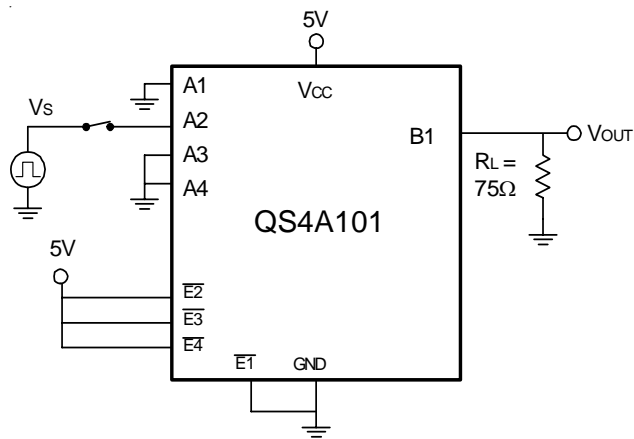 5V
A1
VCC
VS
A2
B1
VOUT
A3
RL =
75Ω
A4
QS4A101
5V
E2
E3
E4
E1
GND